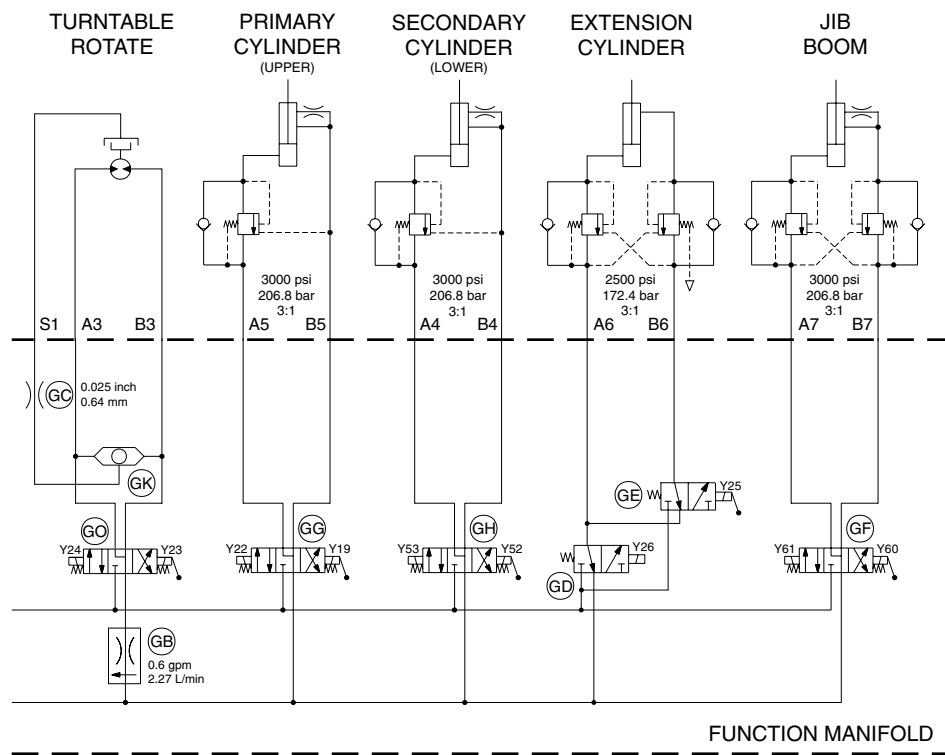 TURNTABLE
ROTATE
PRIMARY
CYLINDER
(UPPER)
SECONDARY
CYLINDER
(LOWER)
EXTENSION
CYLINDER
JIB
BOOM
3000 psi
206.8 bar
3:1
3000 psi
206.8 bar
3:1
2500 psi
172.4 bar
3:1
3000 psi
206.8 bar
3:1
S1 A3 B3 A5 B5 A4 B4 A6 B6 A7 B7
GC
0.025 inch
0.64 mm
GK
GE
Y25
GO
Y24
Y23
GG
Y22
Y19
GH
Y53
Y52
Y26
GD
GF
Y61
Y60
GB
0.6 gpm
2.27 L/min
FUNCTION MANIFOLD